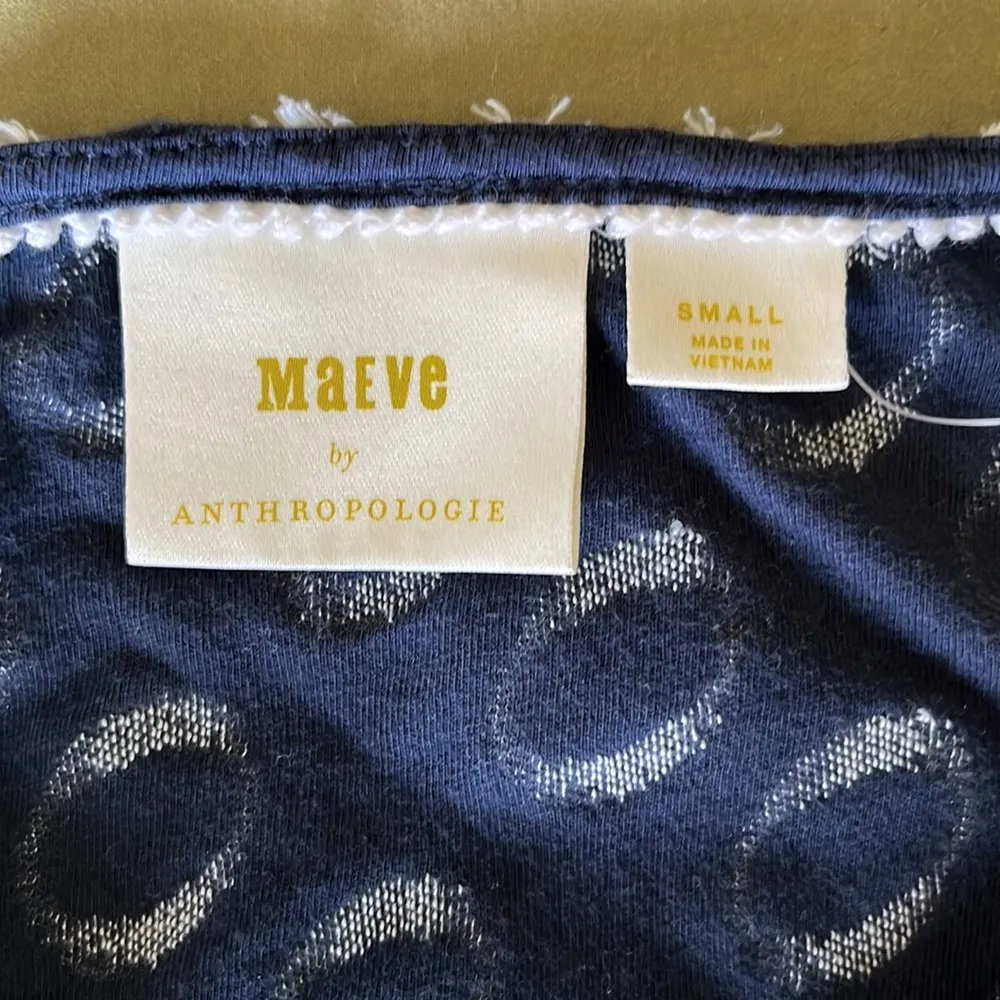 MaEVe
by
ANTHROPOLOGIE
SMALL
MADE IN
VIETNAM